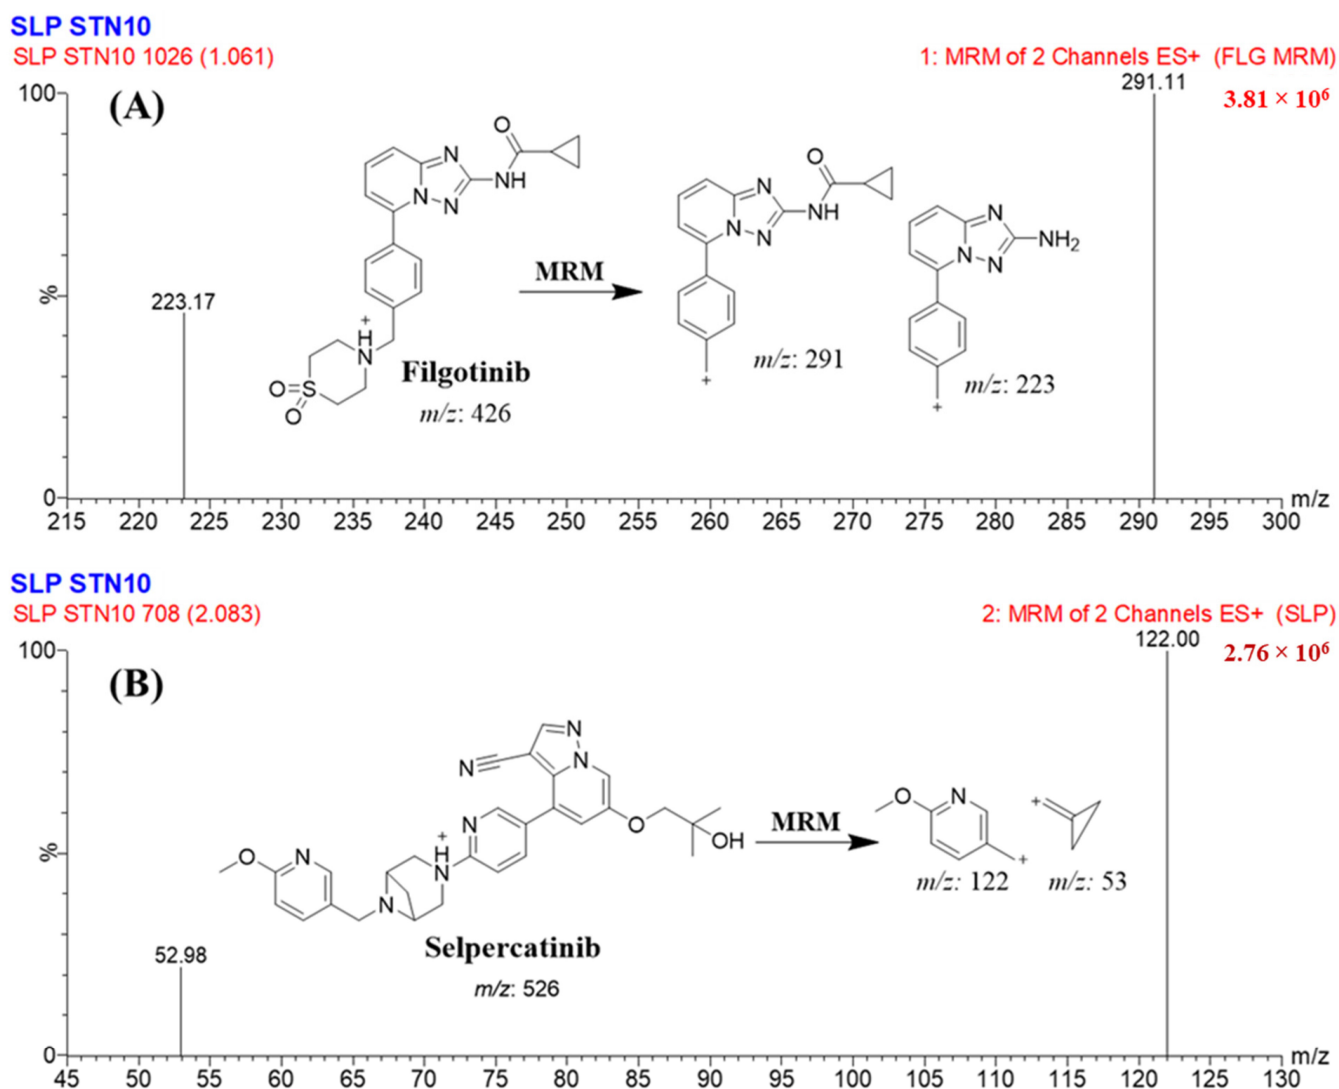 SLP STN10
SLP STN10 1026 (1.061)
1: MRM of 2 Channels ES+ (FLG MRM)
100
(A)
291.11
3.81 × 10⁶
O
N
N
N
NH
O
N
N
N
NH
N
N
N
NH₂
MRM
%
223.17
+
H
N
O
S
O
Filgotinib
m/z: 426
m/z: 291
+
m/z: 223
+
0
m/z
215 220 225 230 235 240 245 250 255 260 265 270 275 280 285 290 295 300
SLP STN10
SLP STN10 708 (2.083)
2: MRM of 2 Channels ES+ (SLP)
100
(B)
122.00
2.76 × 10⁶
N
N
N
O
OH
N
+
H
N
N
O
N
MRM
O
N
+
+
m/z: 122
m/z: 53
%
52.98
Selpercatinib
m/z: 526
0
m/z
45 50 55 60 65 70 75 80 85 90 95 100 105 110 115 120 125 130